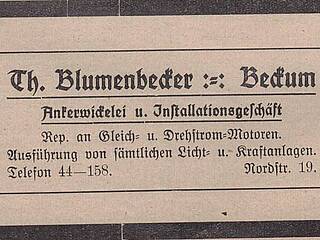 Th. Blumenbecker :-: Beckum
Ankerwickelei u. Installationsgeschäft
Rep. an Gleich- u. Drehstrom-Motoren.
Ausführung von sämtlichen Licht- u. Kraftanlagen.
Telefon 44—158. Nordstr. 19.